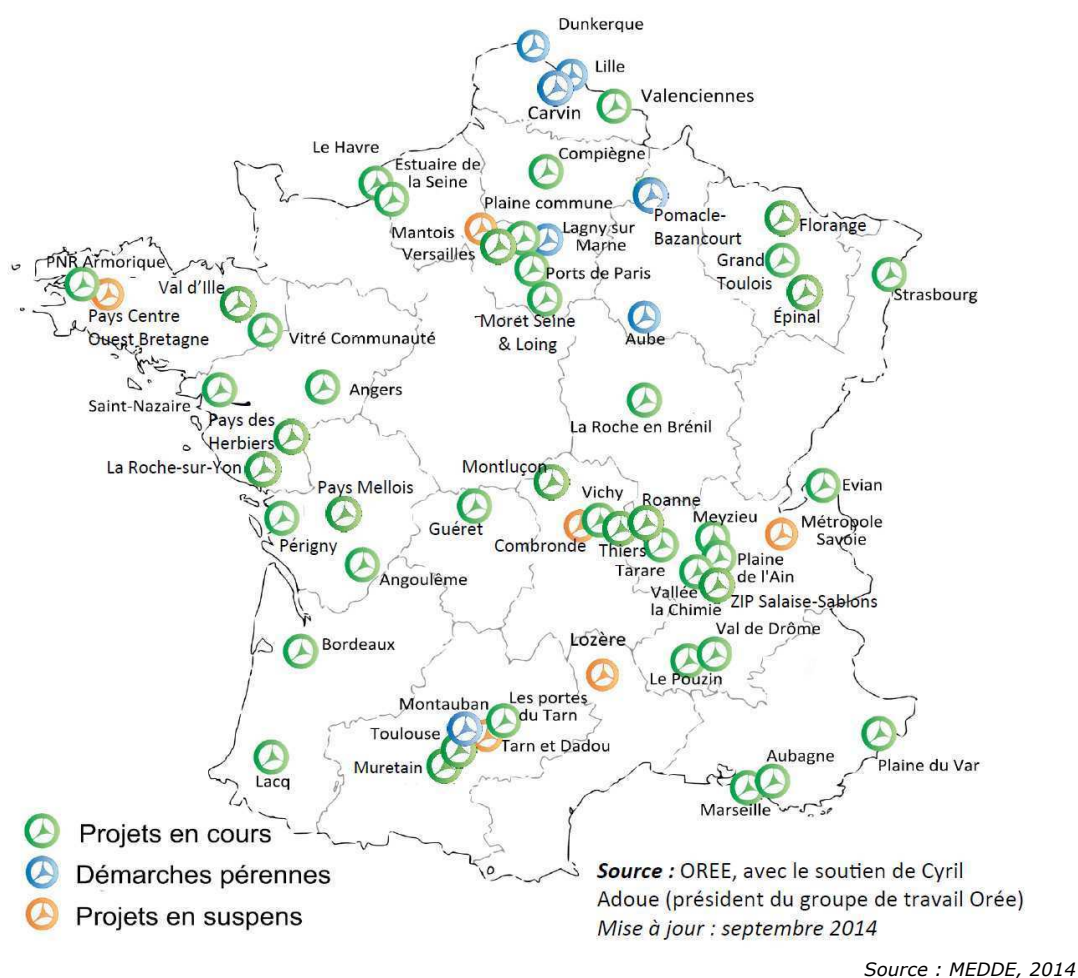 Dunkerque
Lille
Carvin
Valenciennes
Le Havre
Estuaire de
la Seine
Compiègne
Plaine commune
Pomacle-
Bazancourt
Florange
Mantois
Versailles
Lagny sur
Marne
Grand
Toulois
Ports de Paris
Strasbourg
PNR Armorique
Val d'Ille
Pays Centre
Ouest Bretagne
Vitré Communauté
Moret Seine
& Loing
Aube
Épinal
Saint-Nazaire
Angers
Pays des
Herbiers
La Roche en Brénil
La Roche-sur-Yon
Montluçon
Pays Mellois
Vichy
Roanne
Evian
Guéret
Meyzieu
Métropole
Savoie
Périgny
Combronde
Thiers
Tarare
Plaine
de l'Ain
Angoulême
Vallée
la Chimie
ZIP Salaise-Sablons
Bordeaux
Lozère
Val de Drôme
Le Pouzin
Montauban
Les portes
du Tarn
Toulouse
Tarn et Dadou
Muretain
Lacq
Aubagne
Plaine du Var
Marseille
Projets en cours
Démarches pérennes
Projets en suspens
Source : OREE, avec le soutien de Cyril
Adoue (président du groupe de travail Orée)
Mise à jour : septembre 2014
Source : MEDDE, 2014